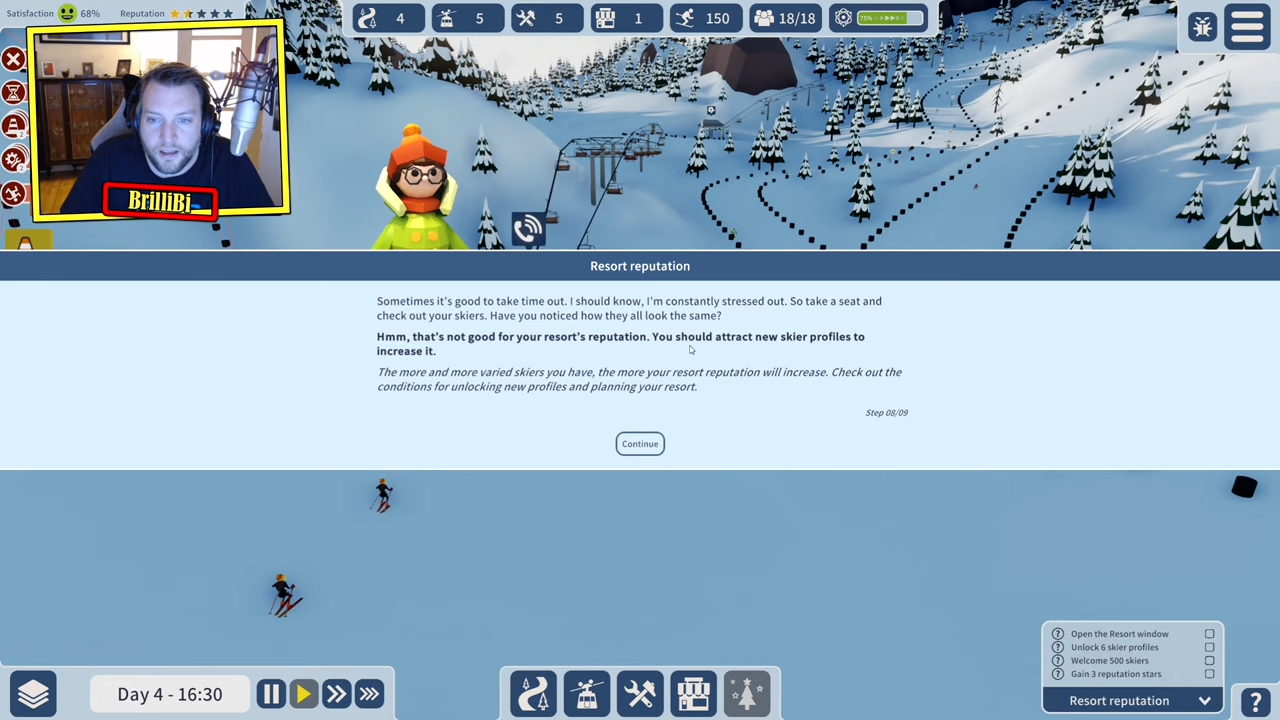 Satisfaction 68% Reputation
4 5 5 1 150 18/18 75%
BrilliBi_
Resort reputation
Sometimes it's good to take time out. I should know, I'm constantly stressed out. So take a seat and
check out your skiers. Have you noticed how they all look the same?
Hmm, that's not good for your resort's reputation. You should attract new skier profiles to
increase it.
The more and more varied skiers you have, the more your resort reputation will increase. Check out the
conditions for unlocking new profiles and planning your resort.
Step 08/09
Continue
? Open the Resort window
? Unlock 6 skier profiles
? Welcome 500 skiers
? Gain 3 reputation stars
Resort reputation
Day 4 - 16:30
?